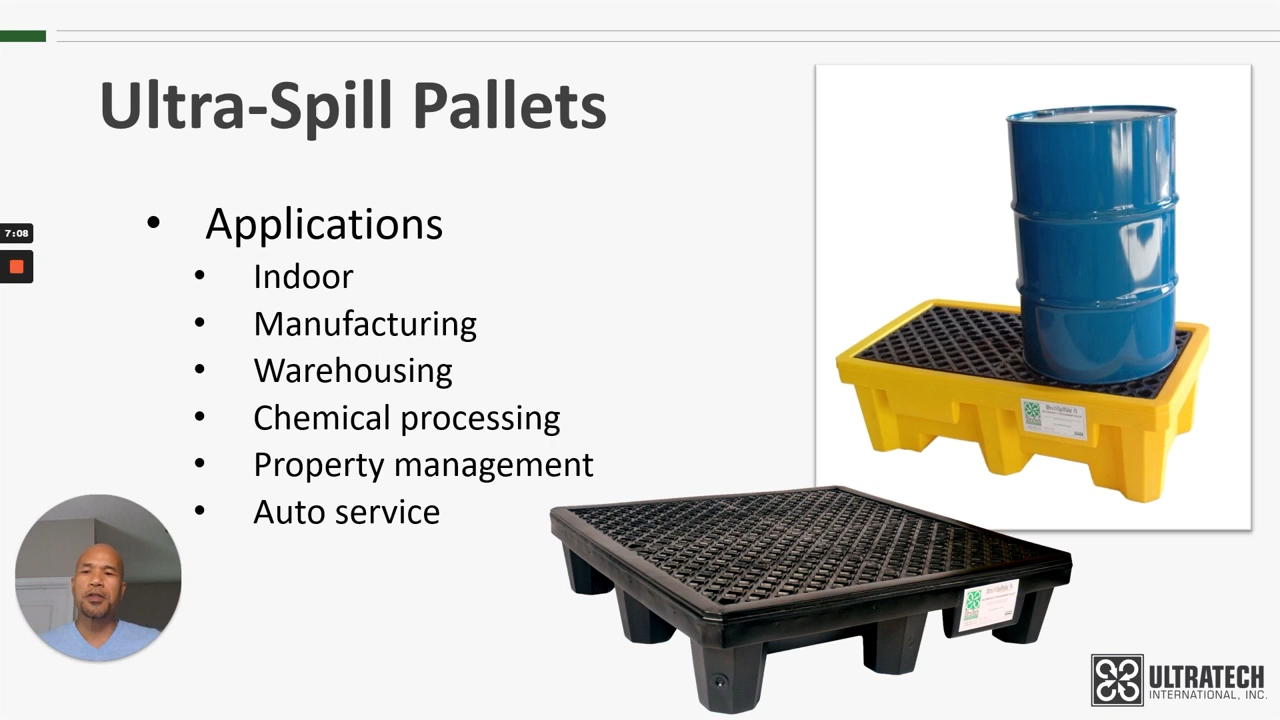 Ultra-Spill Pallets
• Applications
• Indoor
• Manufacturing
• Warehousing
• Chemical processing
• Property management
• Auto service
7:08
ULTRATECH
INTERNATIONAL, INC.